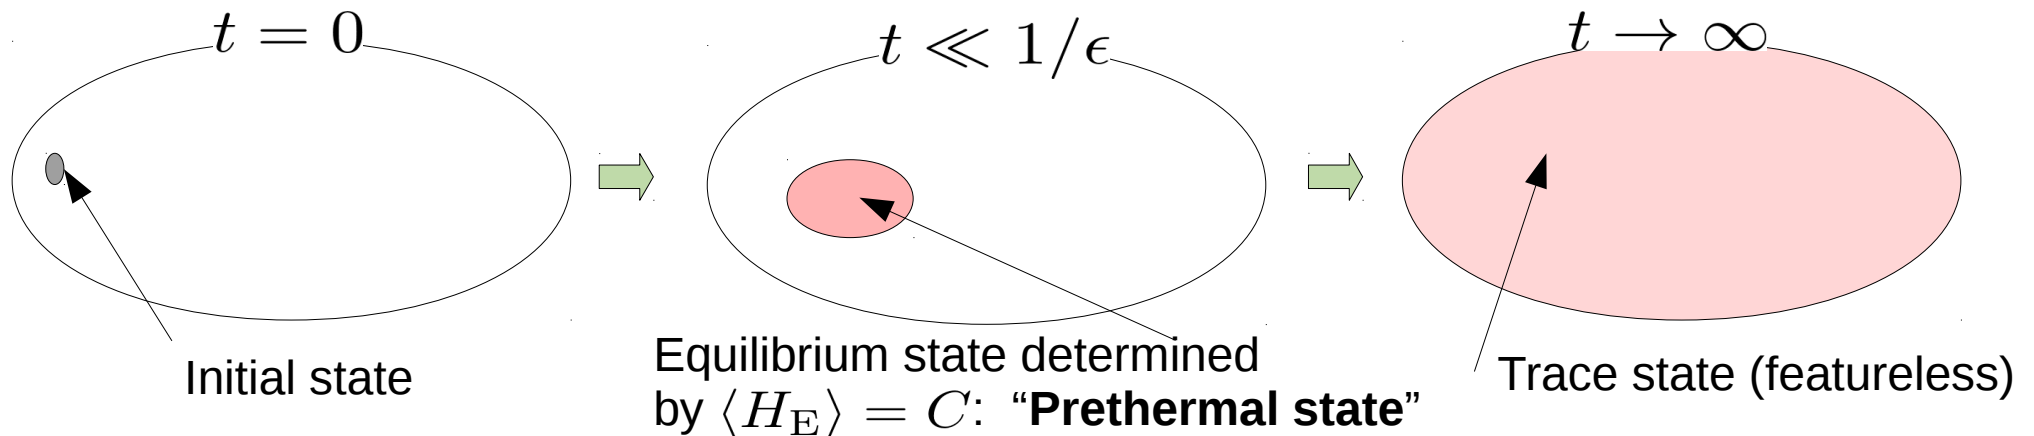 t = 0
t ≪ 1/ϵ
t → ∞
Initial state
Equilibrium state determined
by ⟨H_E⟩ = C: “Prethermal state”
Trace state (featureless)